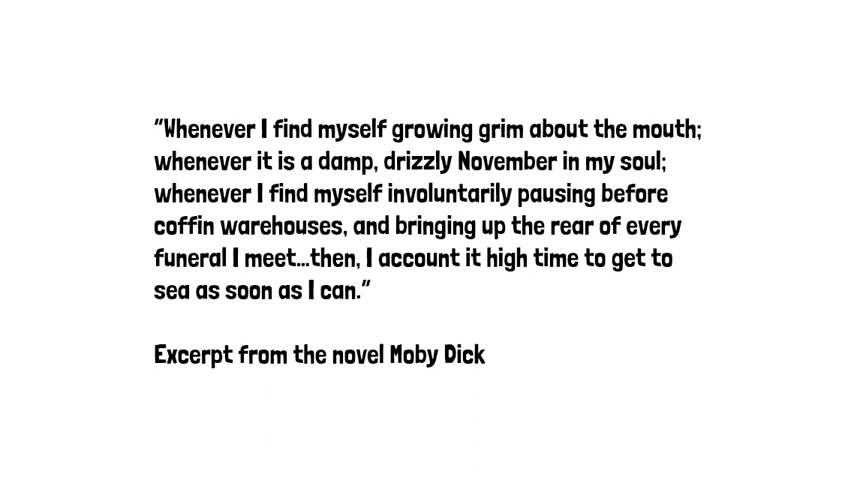 "Whenever I find myself growing grim about the mouth;
whenever it is a damp, drizzly November in my soul;
whenever I find myself involuntarily pausing before
coffin warehouses, and bringing up the rear of every
funeral I meet...then, I account it high time to get to
sea as soon as I can."
Excerpt from the novel Moby Dick